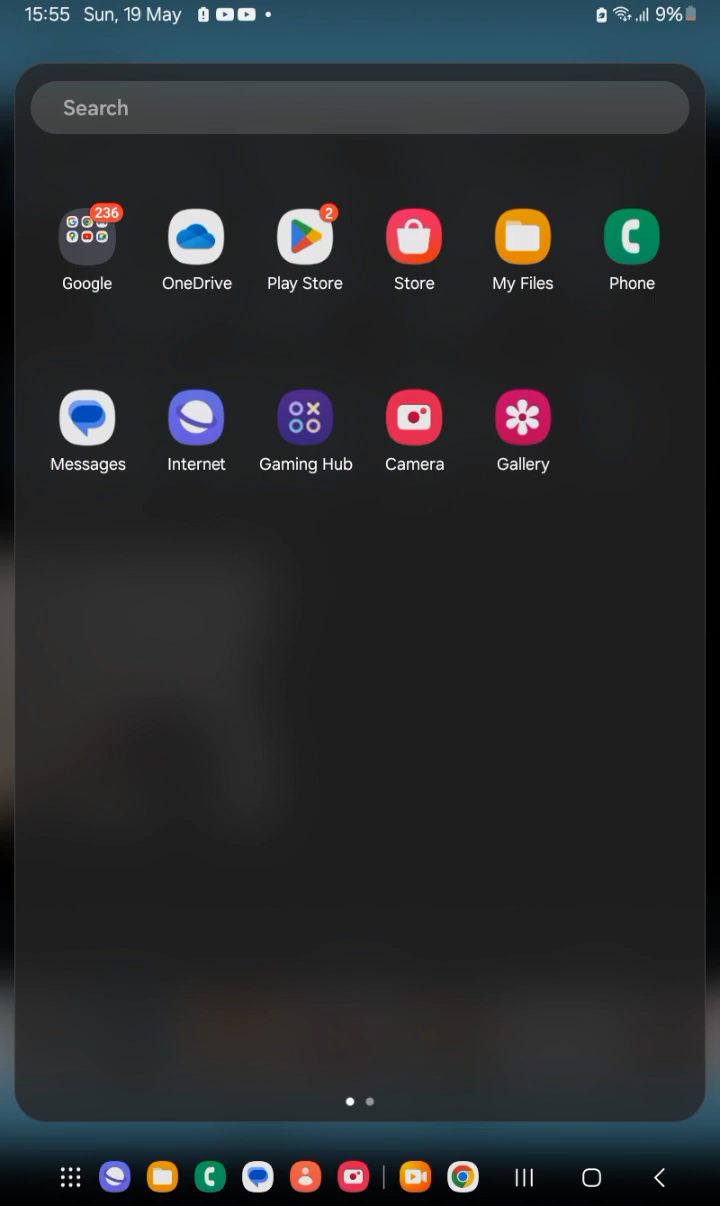 15:55 Sun, 19 May 9%
Search
236 2
Google OneDrive Play Store Store My Files Phone
Messages Internet Gaming Hub Camera Gallery